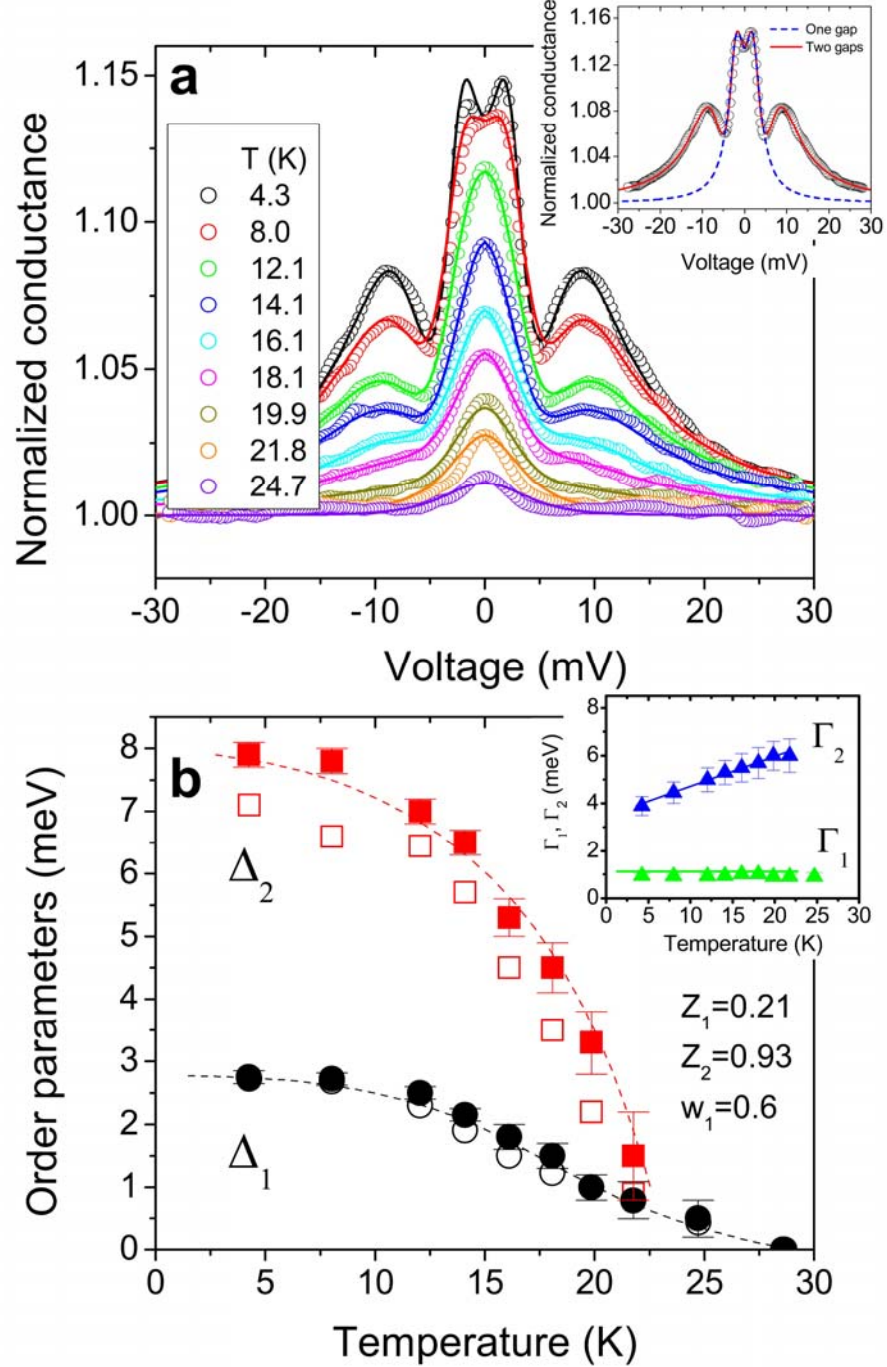 a
Normalized conductance
1.15
1.10
1.05
1.00
T (K)
4.3
8.0
12.1
14.1
16.1
18.1
19.9
21.8
24.7
-30 -20 -10 0 10 20 30
Voltage (mV)
Normalized conductance
1.16
1.12
1.08
1.04
1.00
One gap
Two gaps
-30 -20 -10 0 10 20 30
Voltage (mV)
b
Order parameters (meV)
8
7
6
5
4
3
2
1
0
Δ₂
Δ₁
0 5 10 15 20 25 30
Temperature (K)
Γ₁, Γ₂ (meV)
8
6
4
2
0
Γ₂
Γ₁
0 5 10 15 20 25 30
Temperature (K)
Z₁=0.21
Z₂=0.93
w₁=0.6